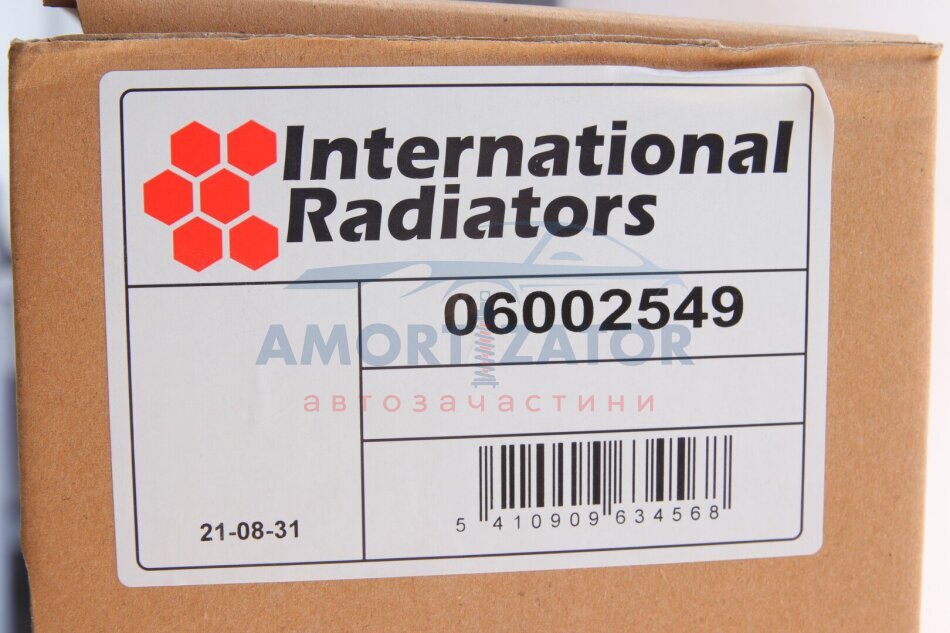 International
Radiators
06002549
AMORTIZATOR
автозачастини
5 410909 634568
21-08-31